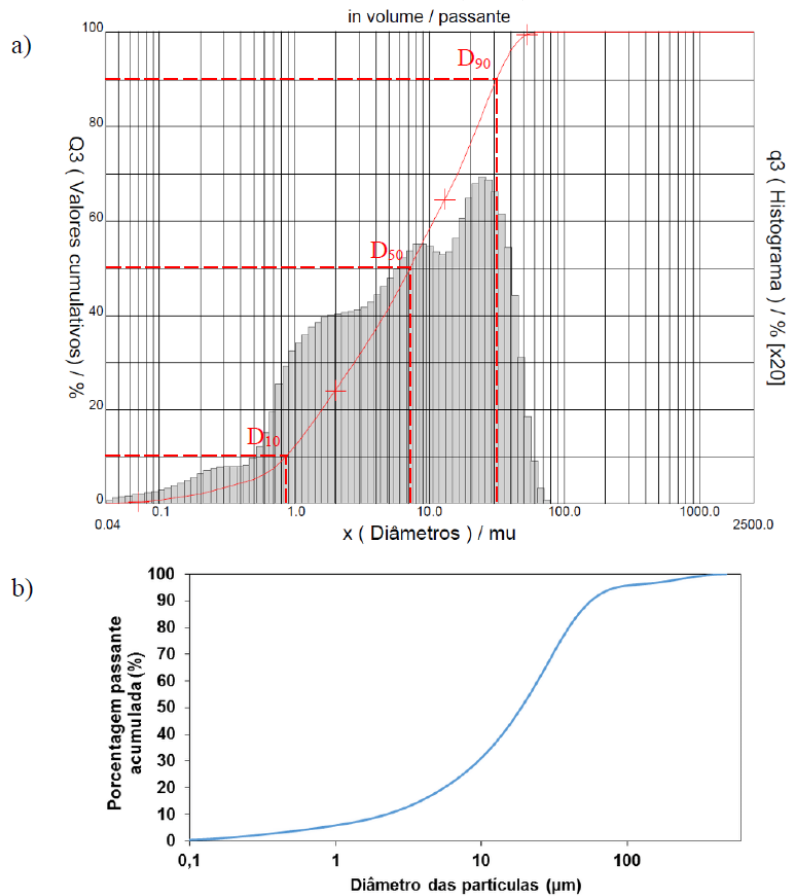 in volume / passante
a)
100
80
60
40
20
0
Q3 ( Valores cumulativos) / %
D90
D50
D10
q3 ( Histograma ) / % [x20]
0.04 0.1 1.0 10.0 100.0 1000.0 2500.0
x ( Diâmetros ) / mu
b)
100
90
80
70
60
50
40
30
20
10
0
Porcentagem passante
acumulada (%)
0,1 1 10 100
Diâmetro das partículas (µm)